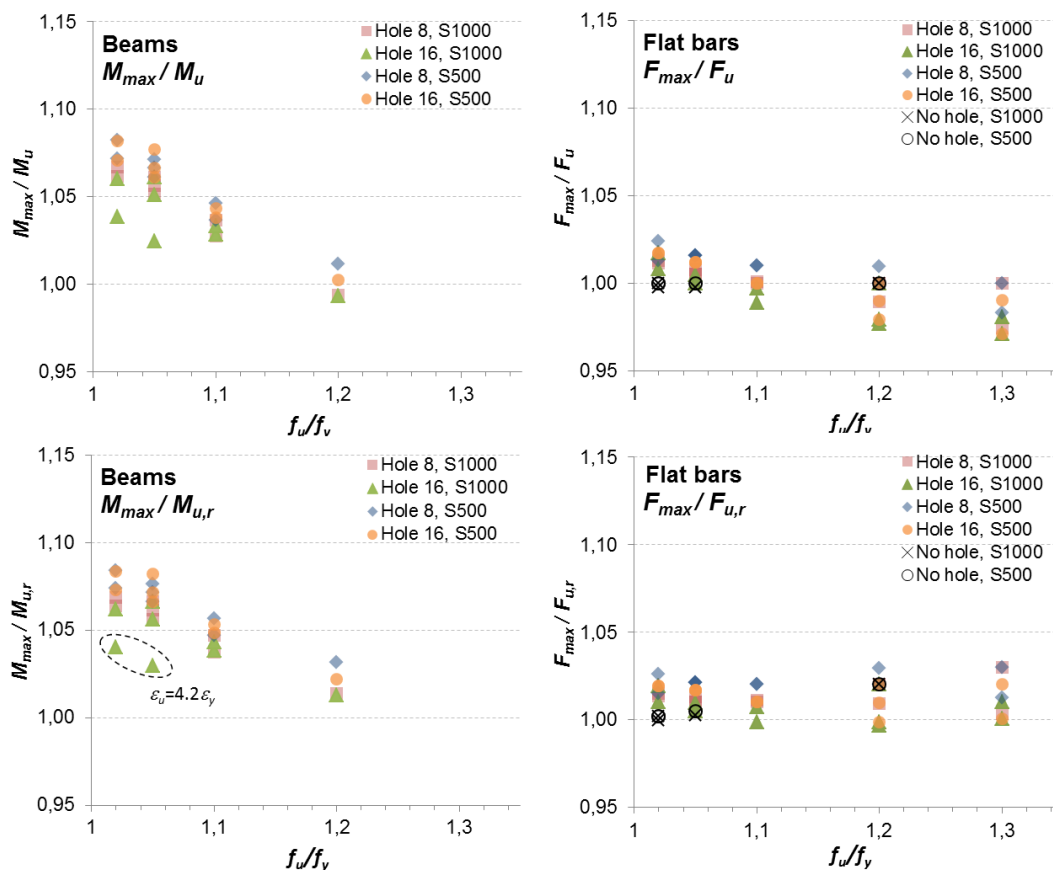 1,15
1,10
1,05
1,00
0,95
1
1,1
1,2
1,3
M_max / M_u
f_u/f_y
Beams
M_max / M_u
Hole 8, S1000
Hole 16, S1000
Hole 8, S500
Hole 16, S500
1,15
1,10
1,05
1,00
0,95
1
1,1
1,2
1,3
F_max / F_u
f_u/f_y
Flat bars
F_max / F_u
Hole 8, S1000
Hole 16, S1000
Hole 8, S500
Hole 16, S500
No hole, S1000
No hole, S500
1,15
1,10
1,05
1,00
0,95
1
1,1
1,2
1,3
M_max / M_u,r
f_u/f_y
Beams
M_max / M_u,r
Hole 8, S1000
Hole 16, S1000
Hole 8, S500
Hole 16, S500
ε_u=4.2ε_y
1,15
1,10
1,05
1,00
0,95
1
1,1
1,2
1,3
F_max / F_u,r
f_u/f_y
Flat bars
F_max / F_u,r
Hole 8, S1000
Hole 16, S1000
Hole 8, S500
Hole 16, S500
No hole, S1000
No hole, S500